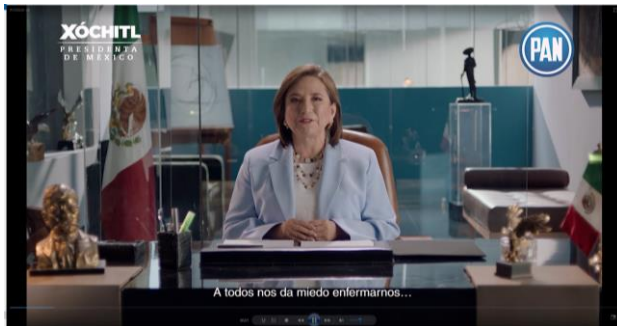 XÓCHITL
PRESIDENTA
DE MÉXICO
PAN
A todos nos da miedo enfermarnos...